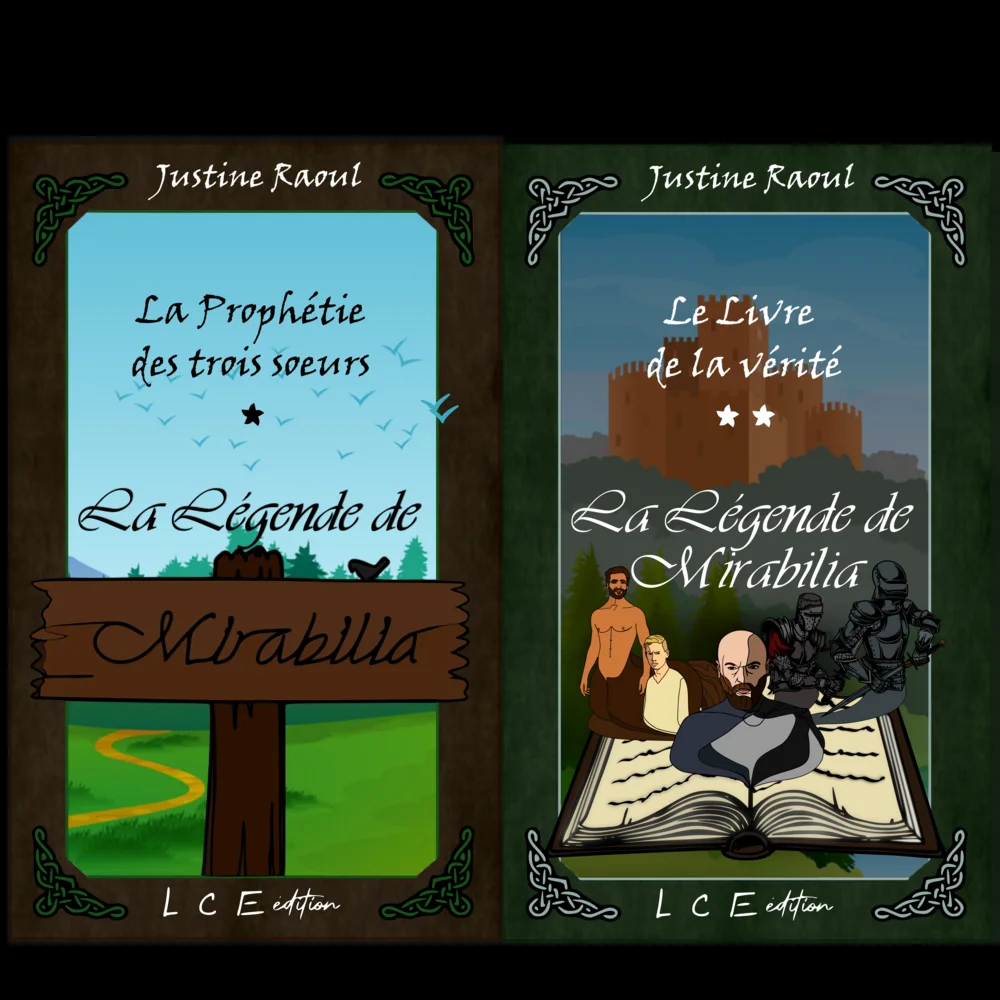 Justine Raoul
La Prophétie
des trois soeurs
La Légende de
Mirabilia
L C E édition
Justine Raoul
Le Livre
de la vérité
La Légende de
Mirabilia
L C E édition